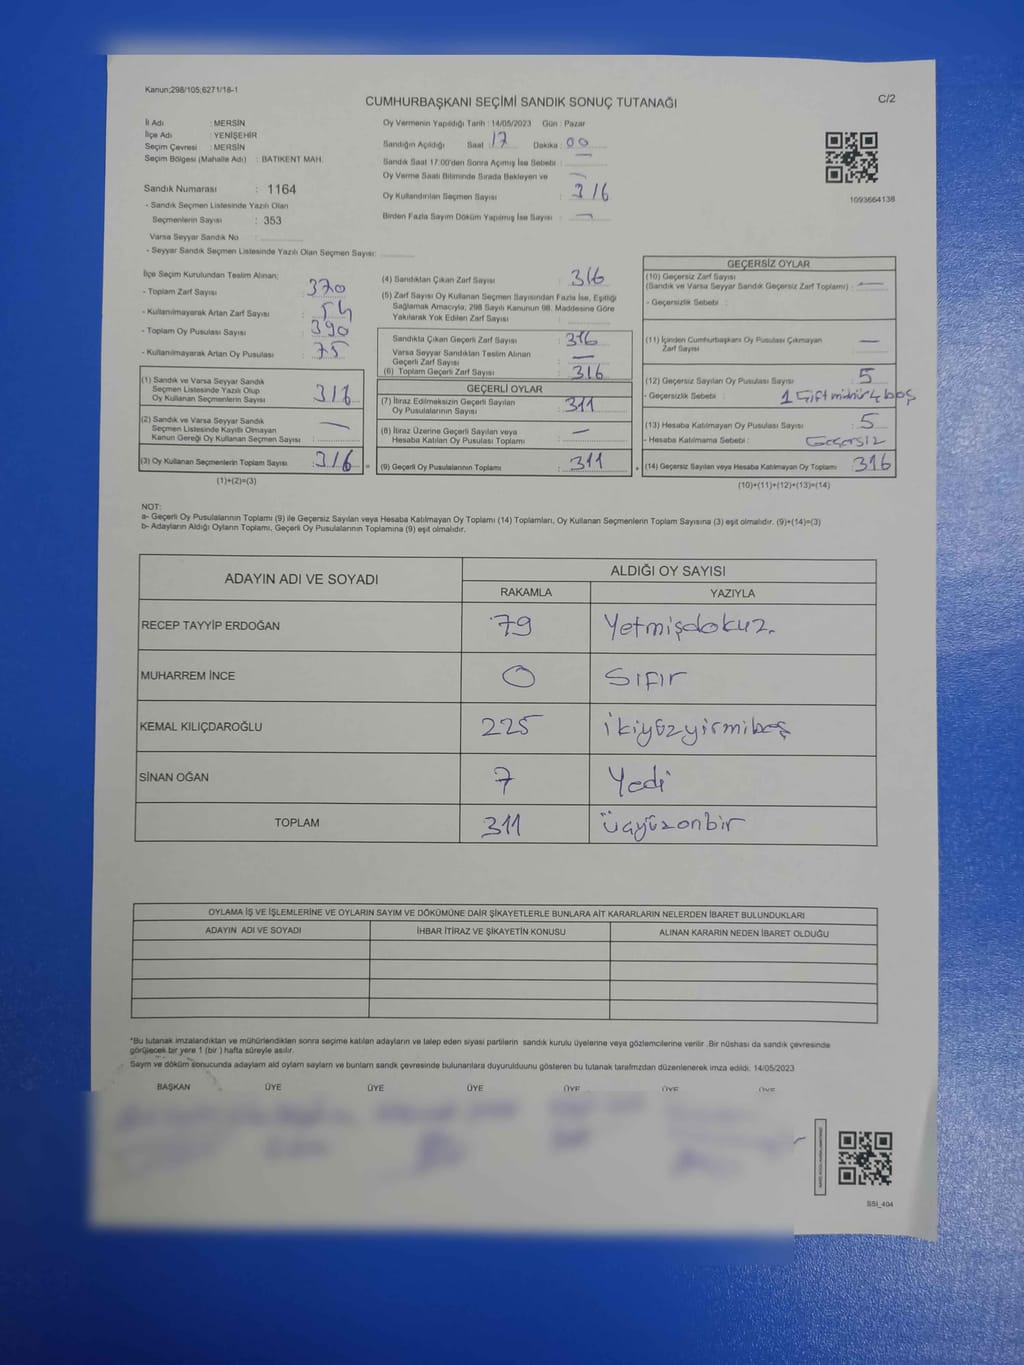 Kanun;298/105;6271/18-1
CUMHURBAŞKANI SEÇİMİ SANDIK SONUÇ TUTANAĞI
C/2
İl Adı : MERSİN
İlçe Adı : YENİŞEHİR
Seçim Çevresi : MERSİN
Seçim Bölgesi (Mahalle Adı) : BATIKENT MAH.
Sandık Numarası : 1164
- Sandık Seçmen Listesinde Yazılı Olan
Seçmenlerin Sayısı : 353
Varsa Seyyar Sandık No :
- Seyyar Sandık Seçmen Listesinde Yazılı Olan Seçmen Sayısı:
Oy Vermenin Yapıldığı Tarih : 14/05/2023 Gün : Pazar
Sandığın Açıldığı Saat : 17 Dakika : 00
Sandık Saat 17.00'den Sonra Açımış İse Sebebi : —
Oy Verme Saati Bitiminde Sırada Bekleyen ve —
Oy Kullandırılan Seçmen Sayısı : 316
Birden Fazla Sayım Döküm Yapılmış İse Sayısı : —
1093664138
İlçe Seçim Kurulundan Teslim Alınan:
- Toplam Zarf Sayısı : 370
- Kullanılmayarak Artan Zarf Sayısı : 54
- Toplam Oy Pusulası Sayısı : 390
- Kullanılmayarak Artan Oy Pusulası : 75
(1) Sandık ve Varsa Seyyar Sandık
Seçmen Listesinde Yazılı Olup
Oy Kullanan Seçmenlerin Sayısı : 316
(2) Sandık ve Varsa Seyyar Sandık
Seçmen Listesinde Kayıtlı Olmayan
Kanun Gereği Oy Kullanan Seçmen Sayısı : —
(3) Oy Kullanan Seçmenlerin Toplam Sayısı : 316 =
(1)+(2)=(3)
(4) Sandıktan Çıkan Zarf Sayısı : 316
(5) Zarf Sayısı Oy Kullanan Seçmen Sayısından Fazla İse, Eşitliği
Sağlamak Amacıyla; 298 Sayılı Kanunun 98. Maddesine Göre
Yakılarak Yok Edilen Zarf Sayısı :
Sandıkta Çıkan Geçerli Zarf Sayısı : 316
Varsa Seyyar Sandıktan Teslim Alınan
Geçerli Zarf Sayısı : —
(6) Toplam Geçerli Zarf Sayısı : 316
GEÇERLİ OYLAR
(7) İtiraz Edilmeksizin Geçerli Sayılan
Oy Pusulalarının Sayısı : 311
(8) İtiraz Üzerine Geçerli Sayılan veya
Hesaba Katılan Oy Pusulası Toplamı : —
(9) Geçerli Oy Pusulalarının Toplamı : 311 +
GEÇERSİZ OYLAR
(10) Geçersiz Zarf Sayısı
(Sandık ve Varsa Seyyar Sandık Geçersiz Zarf Toplamı) : —
- Geçersizlik Sebebi :
(11) İçinden Cumhurbaşkanı Oy Pusulası Çıkmayan
Zarf Sayısı : —
(12) Geçersiz Sayılan Oy Pusulası Sayısı : 5
- Geçersizlik Sebebi : 1 Çift mühür 4 boş
(13) Hesaba Katılmayan Oy Pusulası Sayısı : 5
- Hesaba Katılmama Sebebi : Geçersiz
(14) Geçersiz Sayılan veya Hesaba Katılmayan Oy Toplamı : 316
(10)+(11)+(12)+(13)=(14)
NOT:
a- Geçerli Oy Pusulalarının Toplamı (9) ile Geçersiz Sayılan veya Hesaba Katılmayan Oy Toplamı (14) Toplamları, Oy Kullanan Seçmenlerin Toplam Sayısına (3) eşit olmalıdır. (9)+(14)=(3)
b- Adayların Aldığı Oyların Toplamı, Geçerli Oy Pusulalarının Toplamına (9) eşit olmalıdır.
ADAYIN ADI VE SOYADI
ALDIĞI OY SAYISI
RAKAMLA YAZIYLA
RECEP TAYYİP ERDOĞAN 79 Yetmişdokuz.
MUHARREM İNCE 0 Sıfır
KEMAL KILIÇDAROĞLU 225 ikiyüzyirmibeş
SİNAN OĞAN 7 Yedi
TOPLAM 311 üçyüzonbir
OYLAMA İŞ VE İŞLEMLERİNE VE OYLARIN SAYIM VE DÖKÜMÜNE DAİR ŞİKAYETLERLE BUNLARA AİT KARARLARIN NELERDEN İBARET BULUNDUKLARI
ADAYIN ADI VE SOYADI İHBAR İTİRAZ VE ŞİKAYETİN KONUSU ALINAN KARARIN NEDEN İBARET OLDUĞU
*Bu tutanak imzalandıktan ve mühürlendikten sonra seçime katılan adayların ve talep eden siyasi partilerin sandık kurulu üyelerine veya gözlemcilerine verilir .Bir nüshası da sandık çevresinde
görülecek bir yere 1 (bir ) hafta süreyle asılır.
Sayım ve döküm sonucunda adayların ald oyların sayların ve bunların sandk çevresinde bulunanlara duyurulduunu gösteren bu tutanak tarafmzdan düzenlenerek imza edildi. 14/05/2023
BAŞKAN ÜYE ÜYE ÜYE ÜYE ÜYE ÜYE
SSİ_404